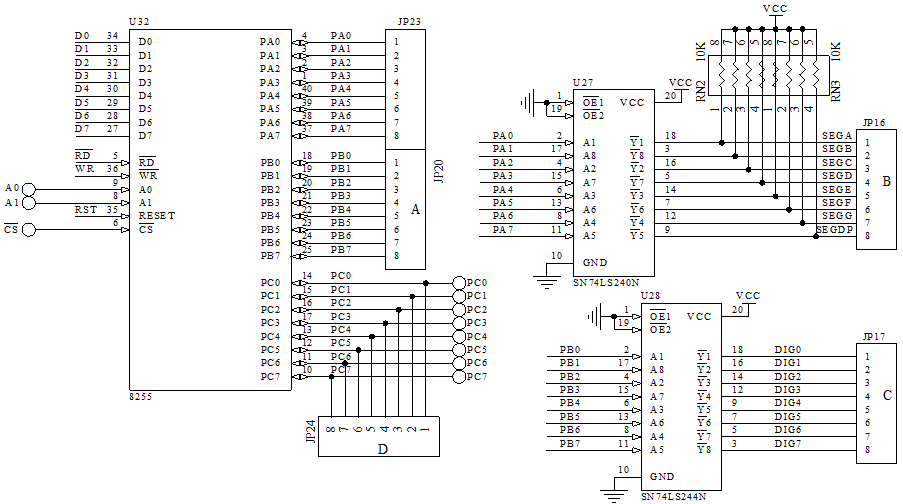 U32
JP23
D0 34 D0 PA0 4 PA0 1
D1 33 D1 PA1 3 PA1 2
D2 32 D2 PA2 2 PA2 3
D3 31 D3 PA3 1 PA3 4
D4 30 D4 PA4 40 PA4 5
D5 29 D5 PA5 39 PA5 6
D6 28 D6 PA6 38 PA6 7
D7 27 D7 PA7 37 PA7 8
RD 5 RD PB0 18 PB0 1
WR 36 WR PB1 19 PB1 2
A0 9 A0 PB2 20 PB2 3
A1 8 A1 PB3 21 PB3 4
RST 35 RESET PB4 22 PB4 5
CS 6 CS PB5 23 PB5 6
PB6 24 PB6 7
PB7 25 PB7 8
JP20
A
PC0 14 PC0 PC0
PC1 15 PC1 PC1
PC2 16 PC2 PC2
PC3 17 PC3 PC3
PC4 13 PC4 PC4
PC5 12 PC5 PC5
PC6 11 PC6 PC6
PC7 10 PC7 PC7
8255
JP24
8 7 6 5 4 3 2 1
D
VCC
10K
8 7 6 5 8 7 6 5
10K
RN2
RN3
1 2 3 4 1 2 3 4
U27
VCC
1 OE1 VCC 20
19 OE2
PA0 2 A1 Y1 18 SEGA 1
PA1 17 A8 Y8 3 SEGB 2
PA2 4 A2 Y2 16 SEGC 3
PA3 15 A7 Y7 5 SEGD 4
PA4 6 A3 Y3 14 SEGE 5
PA5 13 A6 Y6 7 SEGF 6
PA6 8 A4 Y4 12 SEGG 7
PA7 11 A5 Y5 9 SEGDP 8
JP16
B
10 GND
SN74LS240N
U28
VCC
1 OE1 VCC 20
19 OE2
JP17
PB0 2 A1 Y1 18 DIG0 1
PB1 17 A8 Y2 16 DIG1 2
PB2 4 A2 Y3 14 DIG2 3
PB3 15 A7 Y4 12 DIG3 4
PB4 6 A3 Y5 9 DIG4 5
PB5 13 A6 Y6 7 DIG5 6
PB6 8 A4 Y7 5 DIG6 7
PB7 11 A5 Y8 3 DIG7 8
C
10 GND
SN74LS244N